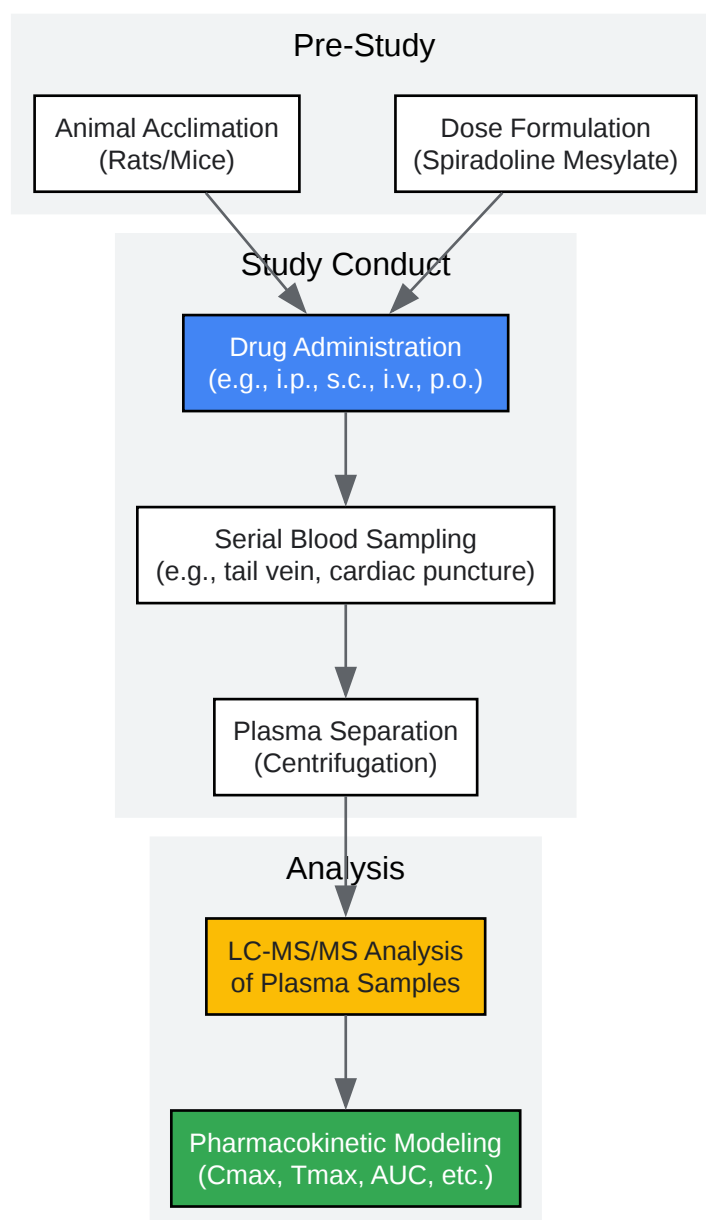 Pre-Study
Animal Acclimation
(Rats/Mice)
Dose Formulation
(Spiradoline Mesylate)
Study Conduct
Drug Administration
(e.g., i.p., s.c., i.v., p.o.)
Serial Blood Sampling
(e.g., tail vein, cardiac puncture)
Plasma Separation
(Centrifugation)
Analysis
LC-MS/MS Analysis
of Plasma Samples
Pharmacokinetic Modeling
(Cmax, Tmax, AUC, etc.)